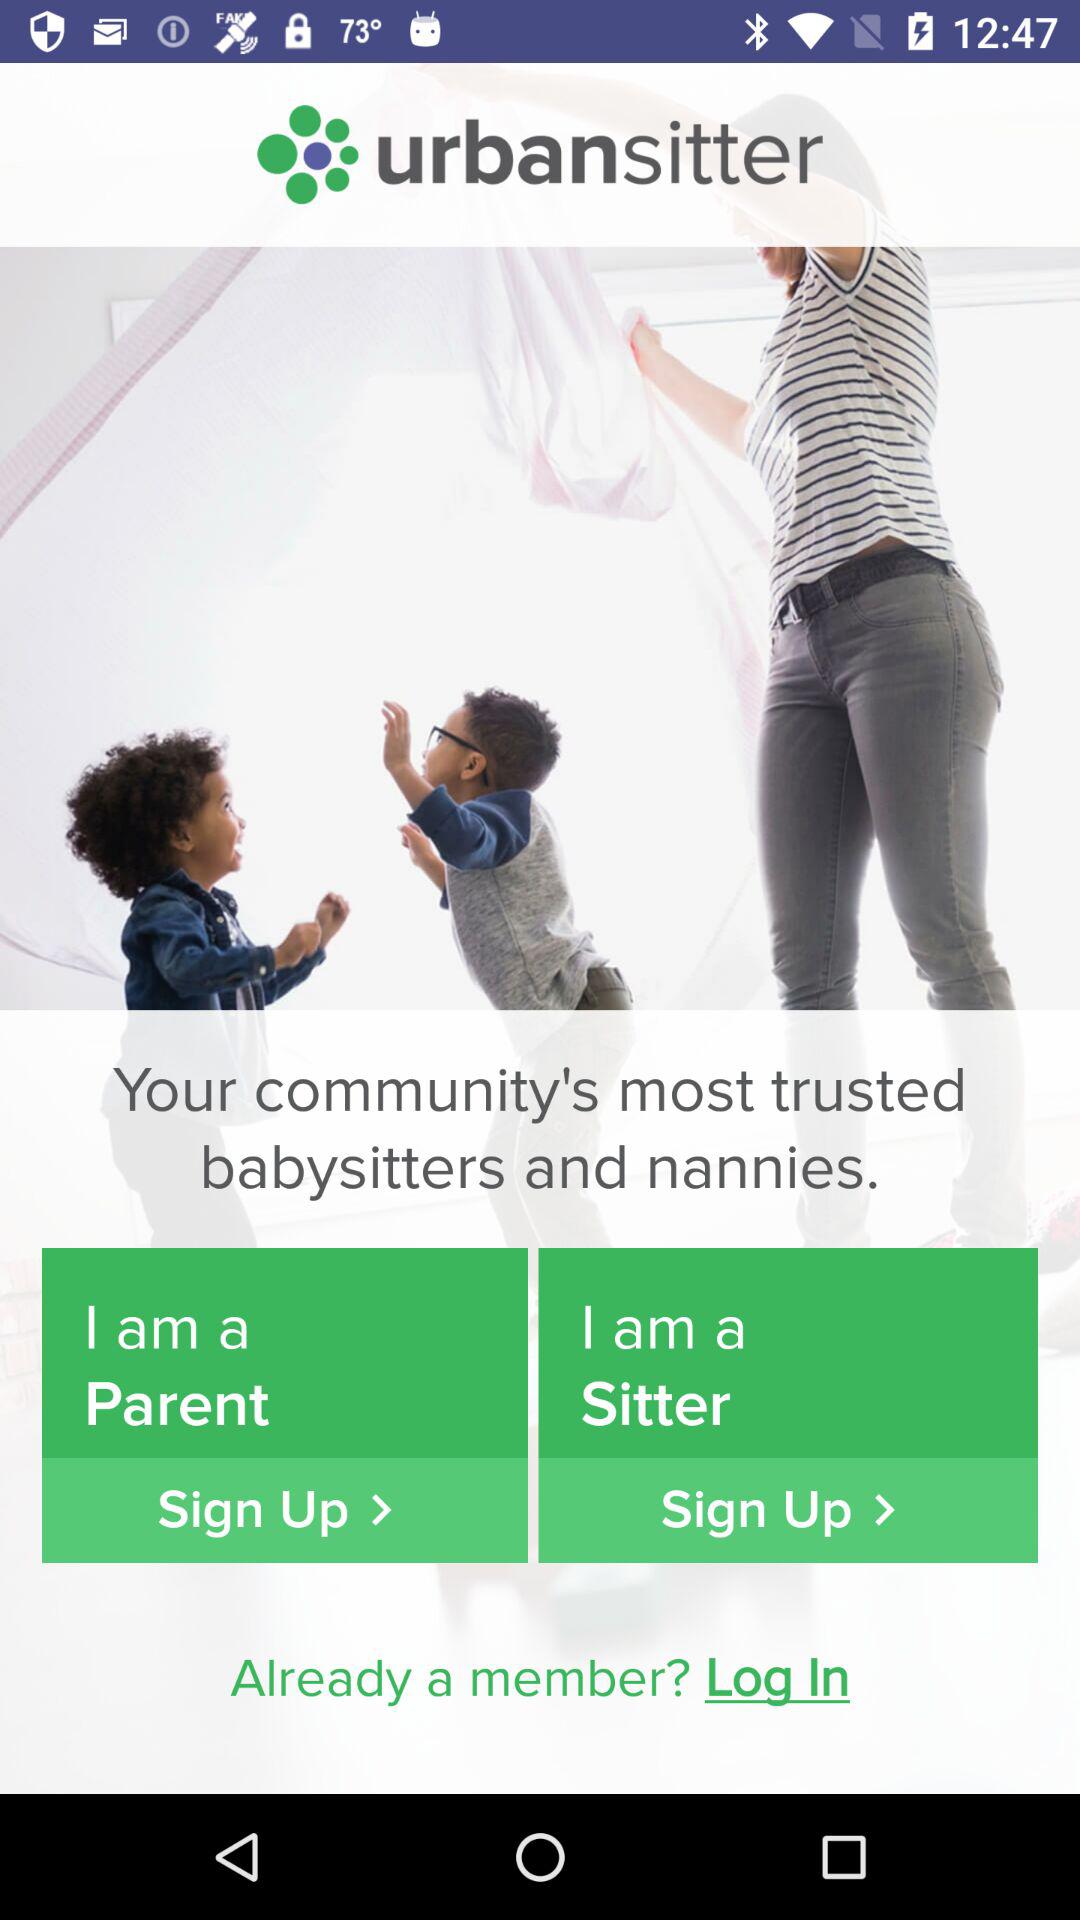 FAKE 73° 12:47
urbansitter
Your community's most trusted
babysitters and nannies.
I am a
Parent
Sign Up >
I am a
Sitter
Sign Up >
Already a member? Log In